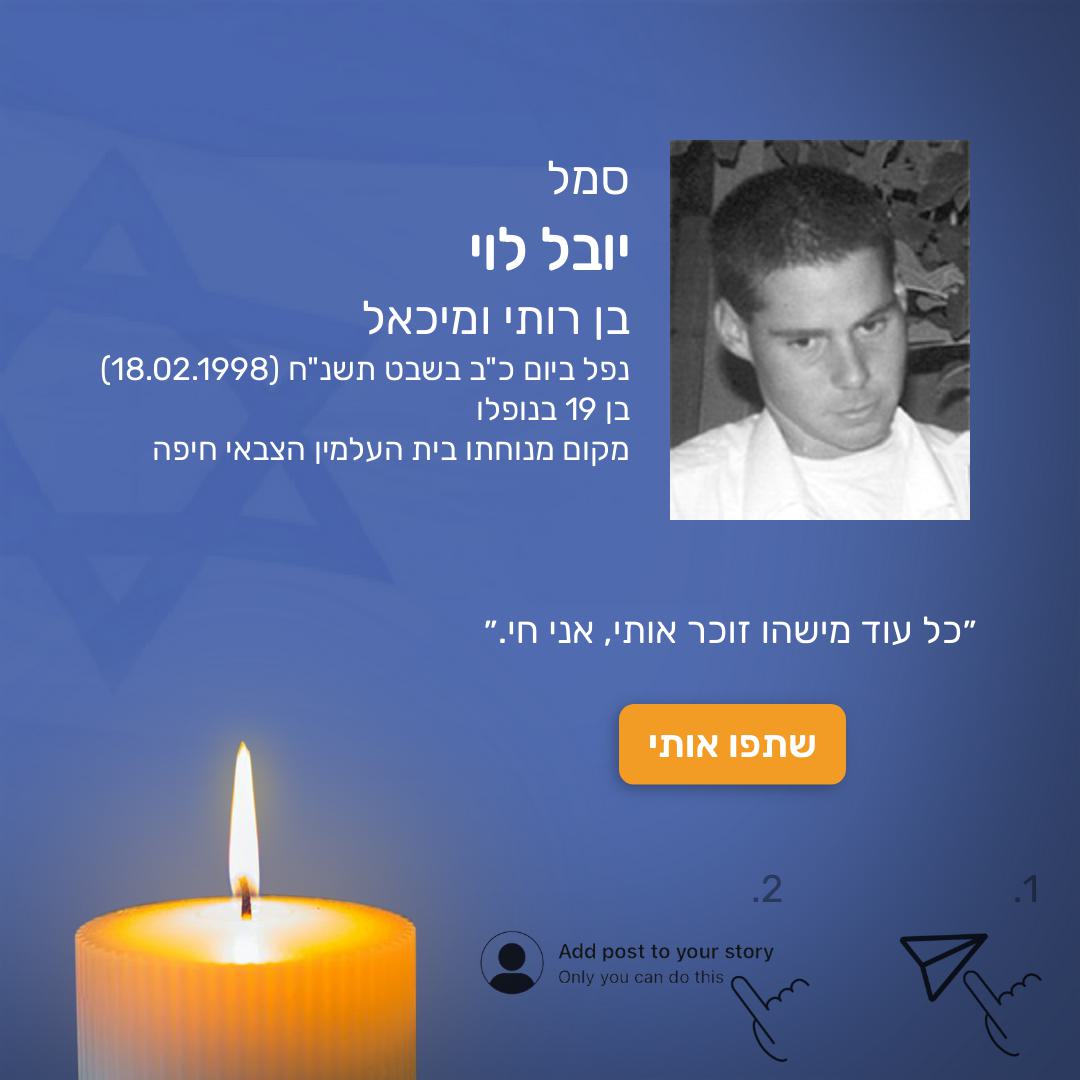 סמל
יובל לוי
בן רותי ומיכאל
נפל ביום כ"ב בשבט תשנ"ח (18.02.1998)
בן 19 בנופלו
מקום מנוחתו בית העלמין הצבאי חיפה
״כל עוד מישהו זוכר אותי, אני חי.״
שתפו אותי
1.
2.
Add post to your story
Only you can do this